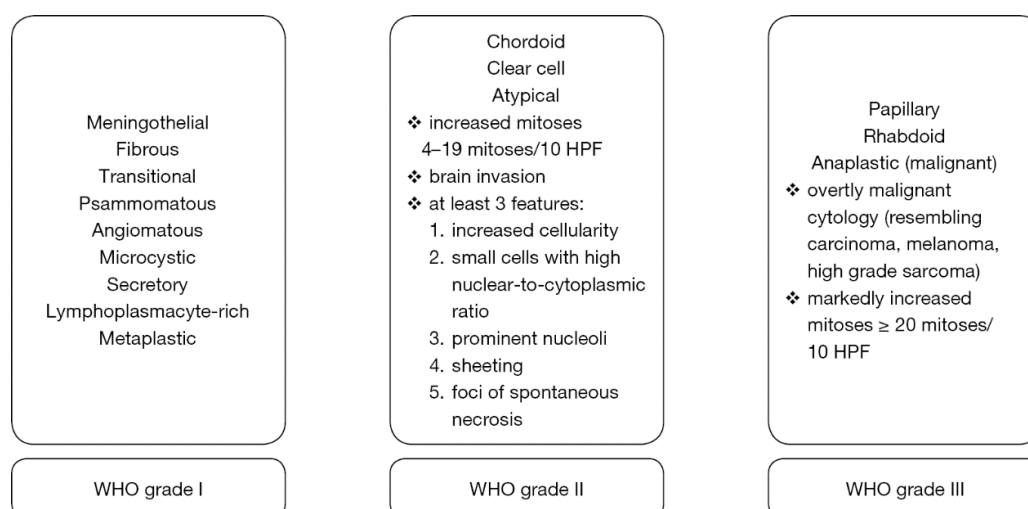 Meningothelial
Fibrous
Transitional
Psammomatous
Angiomatous
Microcystic
Secretory
Lymphoplasmacyte-rich
Metaplastic
WHO grade I
Chordoid
Clear cell
Atypical
❖ increased mitoses
4–19 mitoses/10 HPF
❖ brain invasion
❖ at least 3 features:
1. increased cellularity
2. small cells with high
nuclear-to-cytoplasmic
ratio
3. prominent nucleoli
4. sheeting
5. foci of spontaneous
necrosis
WHO grade II
Papillary
Rhabdoid
Anaplastic (malignant)
❖ overtly malignant
cytology (resembling
carcinoma, melanoma,
high grade sarcoma)
❖ markedly increased
mitoses ≥ 20 mitoses/
10 HPF
WHO grade III